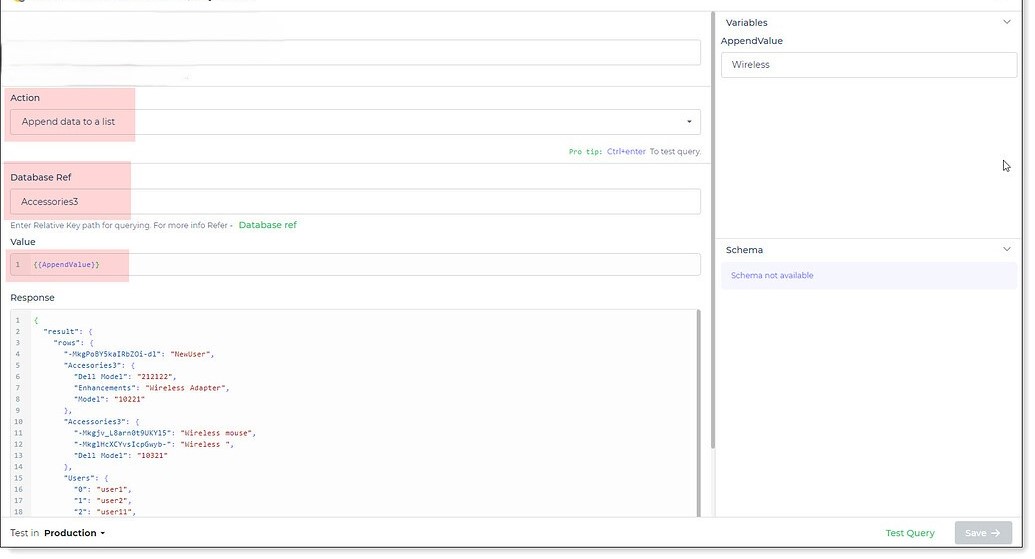 Variables
AppendValue
Wireless
Action
Append data to a list
Pro tip: Ctrl+enter To test query.
Database Ref
Accessories3
Enter Relative Key path for querying. For more info Refer - Database ref
Value
1 {{AppendValue}}
Schema
Schema not available
Response
1 {
2 "result": {
3 "rows": {
4 "-MkgPo8Y5kaIRbZOi-dl": "NewUser",
5 "Accesories3": {
6 "Dell Model": "212122",
7 "Enhancements": "Wireless Adapter",
8 "Model": "10221"
9 },
10 "Accessories3": {
11 "-Mkgjv_L8arn0t9UKYl5": "Wireless mouse",
12 "-MkglHcXCYvsIcpGwyb-": "Wireless ",
13 "Dell Model": "10321"
14 },
15 "Users": {
16 "0": "user1",
17 "1": "user2",
18 "2": "user11",
Test in Production
Test Query
Save